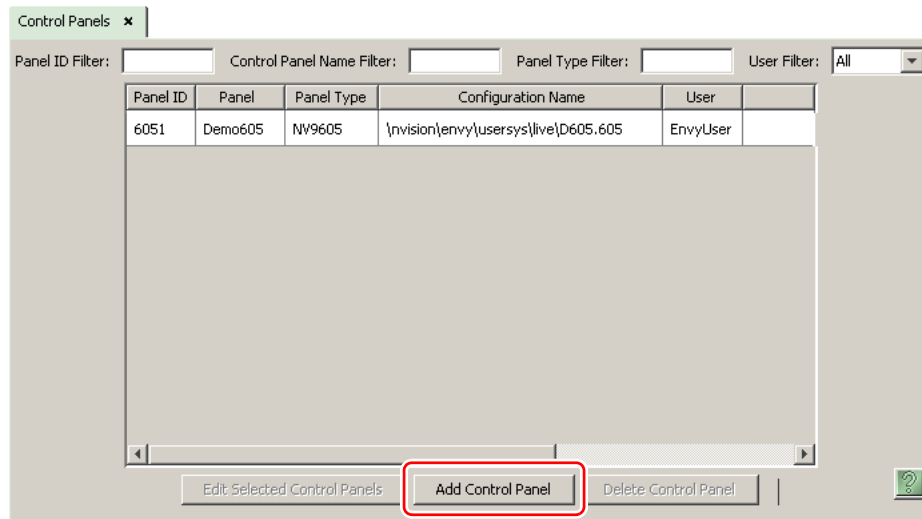 Control Panels ×
Panel ID Filter: Control Panel Name Filter: Panel Type Filter: User Filter: All
Panel ID Panel Panel Type Configuration Name User
6051 Demo605 NV9605 \nvision\envy\usersys\live\D605.605 EnvyUser
Edit Selected Control Panels Add Control Panel Delete Control Panel ?